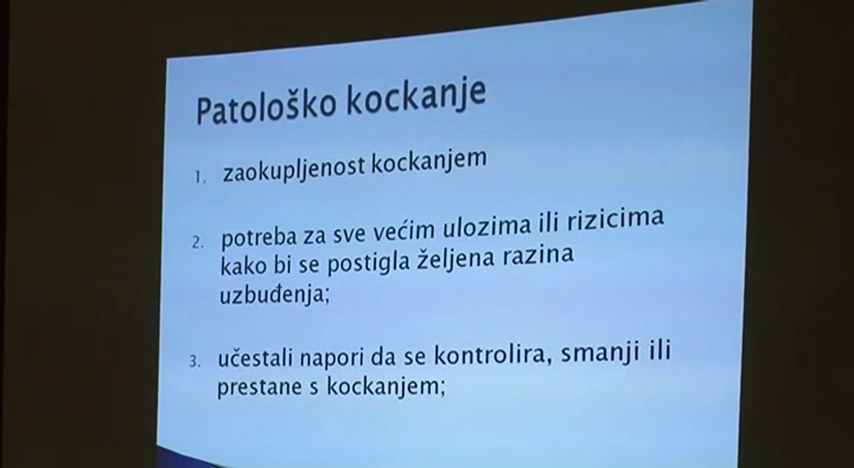 Patološko kockanje
1. zaokupljenost kockanjem
2. potreba za sve većim ulozima ili rizicima
kako bi se postigla željena razina
uzbuđenja;
3. učestali napori da se kontrolira, smanji ili
prestane s kockanjem;